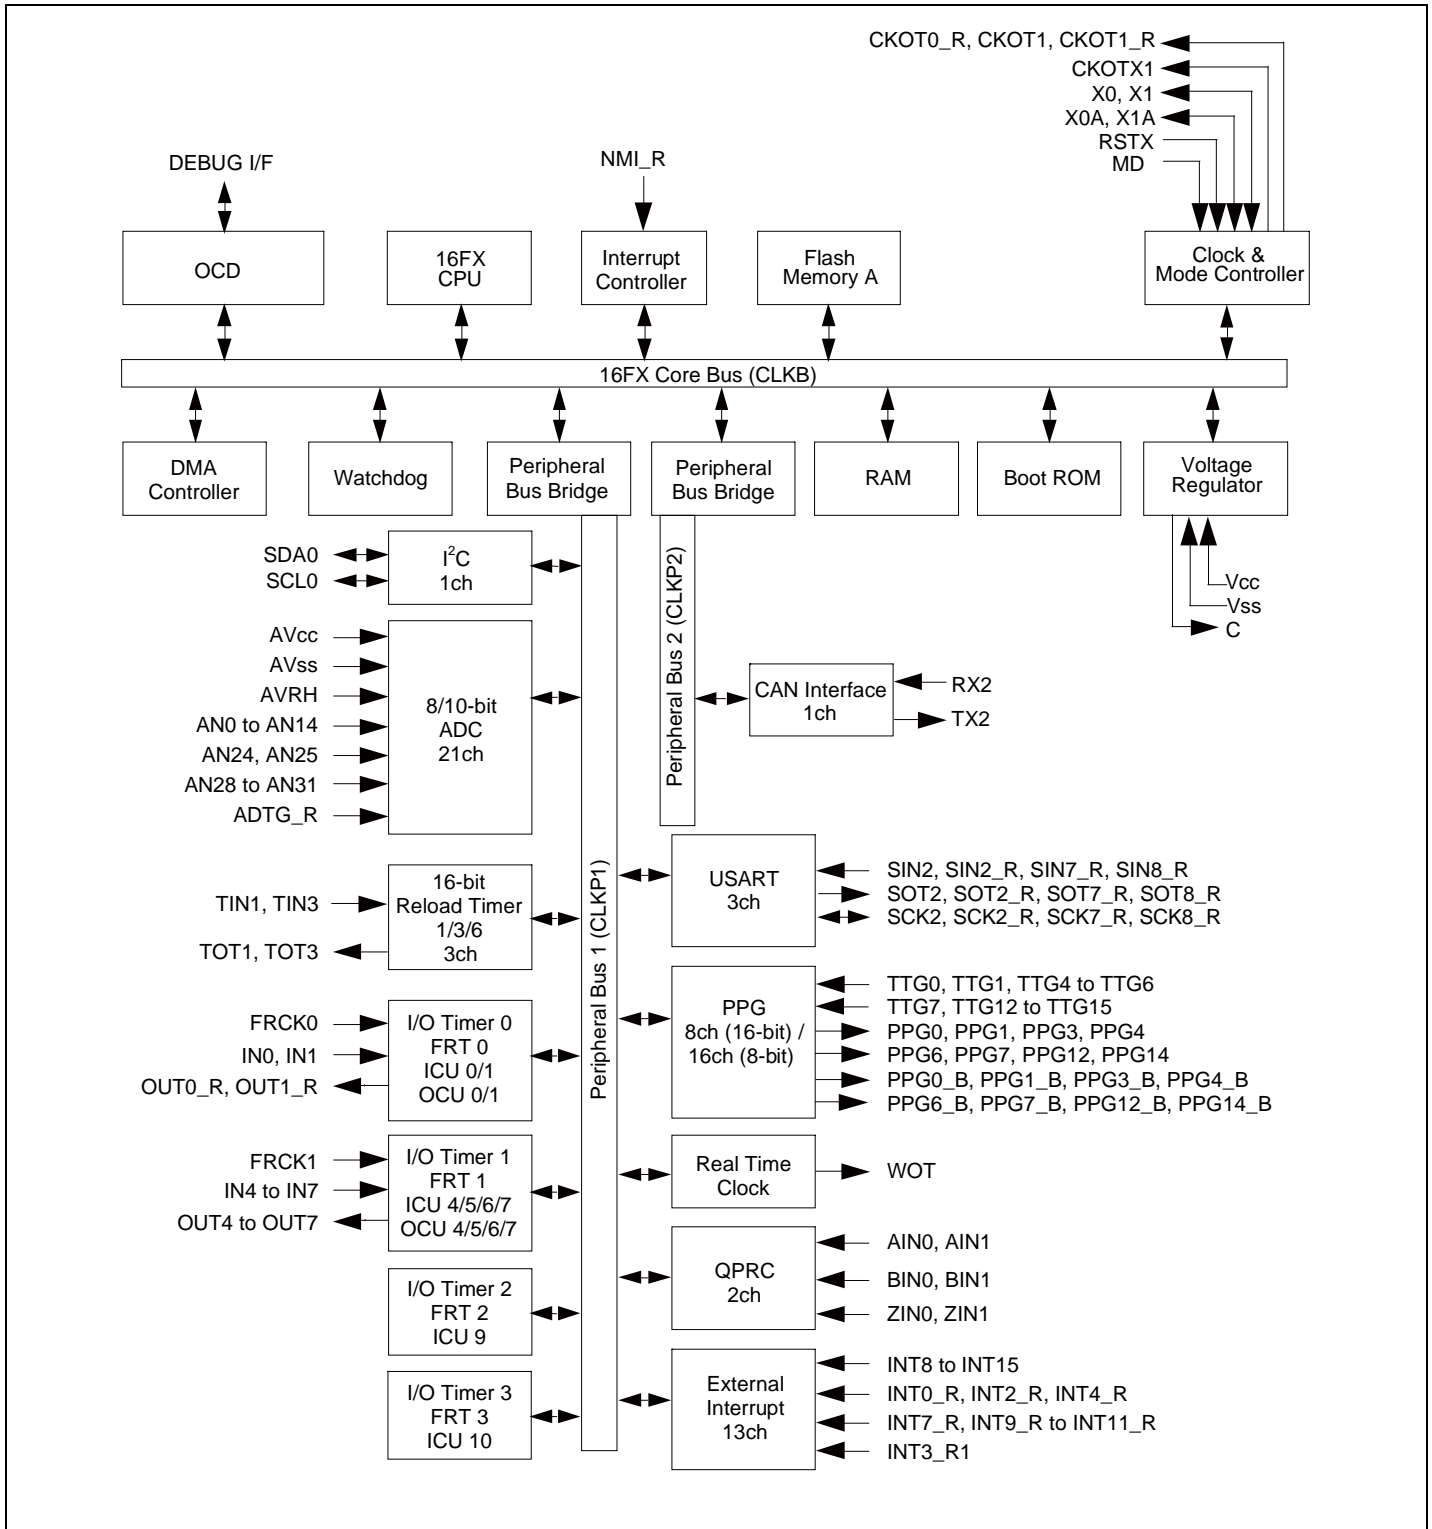 CKOT0_R, CKOT1, CKOT1_R
CKOTX1
X0, X1
X0A, X1A
RSTX
MD
DEBUG I/F
NMI_R
OCD
16FX
CPU
Interrupt
Controller
Flash
Memory A
Clock &
Mode Controller
16FX Core Bus (CLKB)
DMA
Controller
Watchdog
Peripheral
Bus Bridge
Peripheral
Bus Bridge
RAM
Boot ROM
Voltage
Regulator
Vcc
Vss
C
Peripheral Bus 1 (CLKP1)
Peripheral Bus 2 (CLKP2)
SDA0
SCL0
I²C
1ch
AVcc
AVss
AVRH
AN0 to AN14
AN24, AN25
AN28 to AN31
ADTG_R
8/10-bit
ADC
21ch
CAN Interface
1ch
RX2
TX2
TIN1, TIN3
TOT1, TOT3
16-bit
Reload Timer
1/3/6
3ch
USART
3ch
SIN2, SIN2_R, SIN7_R, SIN8_R
SOT2, SOT2_R, SOT7_R, SOT8_R
SCK2, SCK2_R, SCK7_R, SCK8_R
FRCK0
IN0, IN1
OUT0_R, OUT1_R
I/O Timer 0
FRT 0
ICU 0/1
OCU 0/1
PPG
8ch (16-bit) /
16ch (8-bit)
TTG0, TTG1, TTG4 to TTG6
TTG7, TTG12 to TTG15
PPG0, PPG1, PPG3, PPG4
PPG6, PPG7, PPG12, PPG14
PPG0_B, PPG1_B, PPG3_B, PPG4_B
PPG6_B, PPG7_B, PPG12_B, PPG14_B
FRCK1
IN4 to IN7
OUT4 to OUT7
I/O Timer 1
FRT 1
ICU 4/5/6/7
OCU 4/5/6/7
Real Time
Clock
WOT
I/O Timer 2
FRT 2
ICU 9
QPRC
2ch
AIN0, AIN1
BIN0, BIN1
ZIN0, ZIN1
I/O Timer 3
FRT 3
ICU 10
External
Interrupt
13ch
INT8 to INT15
INT0_R, INT2_R, INT4_R
INT7_R, INT9_R to INT11_R
INT3_R1